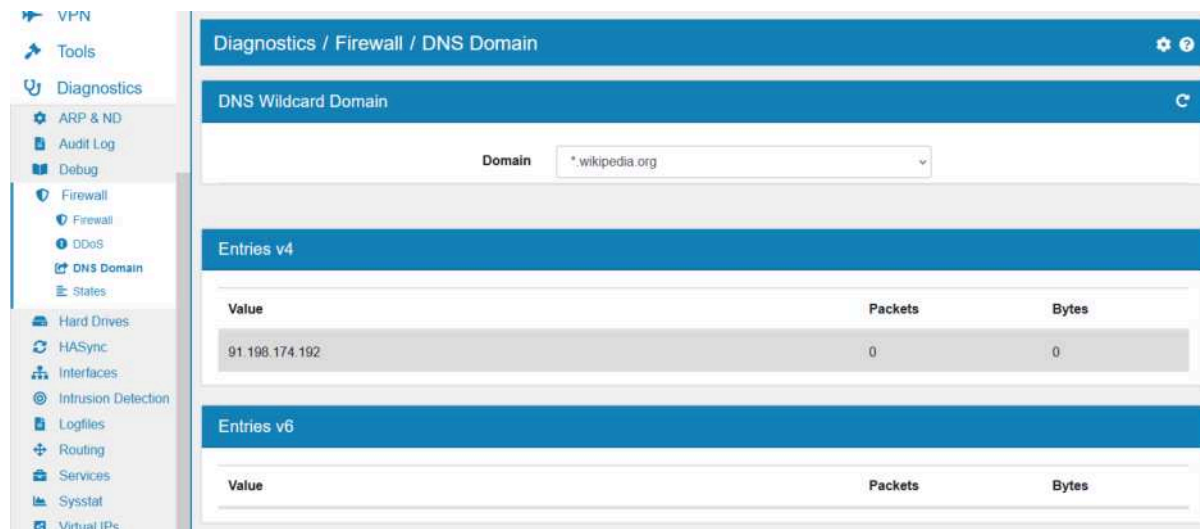 VPN
Tools
Diagnostics
ARP & ND
Audit Log
Debug
Firewall
Firewall
DDoS
DNS Domain
States
Hard Drives
HASync
Interfaces
Intrusion Detection
Logfiles
Routing
Services
Sysstat
Virtual IPs
Diagnostics / Firewall / DNS Domain
DNS Wildcard Domain
Domain *.wikipedia.org
Entries v4
Value Packets Bytes
91.198.174.192 0 0
Entries v6
Value Packets Bytes